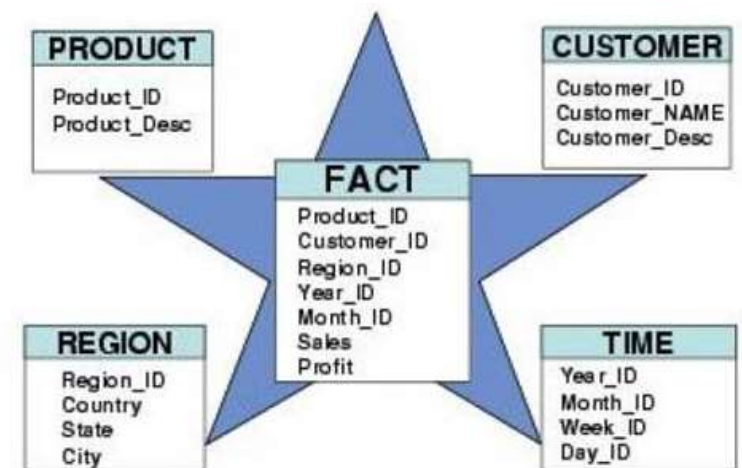 PRODUCT
Product_ID
Product_Desc
CUSTOMER
Customer_ID
Customer_NAME
Customer_Desc
FACT
Product_ID
Customer_ID
Region_ID
Year_ID
Month_ID
Sales
Profit
REGION
Region_ID
Country
State
City
TIME
Year_ID
Month_ID
Week_ID
Day_ID